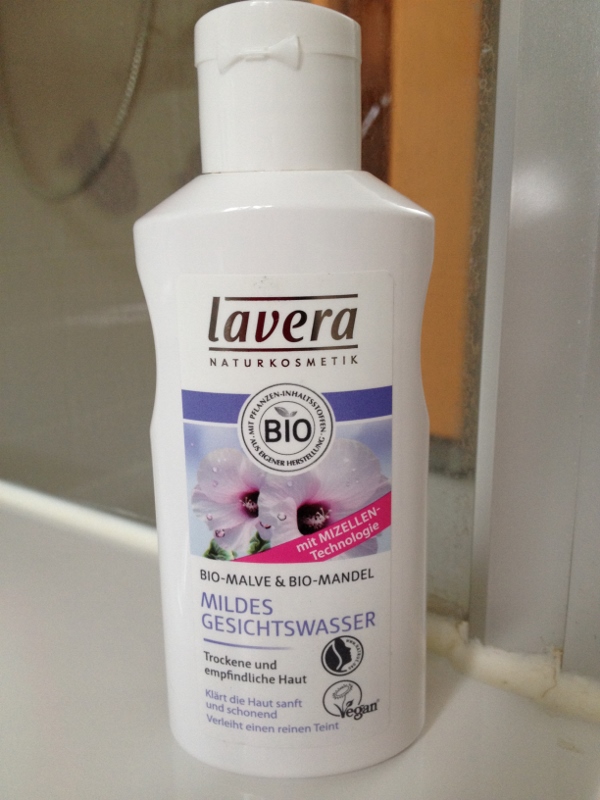 lavera
NATURKOSMETIK
MIT PFLANZEN-INHALTSSTOFFEN
BIO
AUS EIGENER HERSTELLUNG
mit MIZELLEN-
Technologie
BIO-MALVE & BIO-MANDEL
MILDES
GESICHTSWASSER
Trockene und
empfindliche Haut
Klärt die Haut sanft
und schonend
Verleiht einen reinen Teint
Vegan